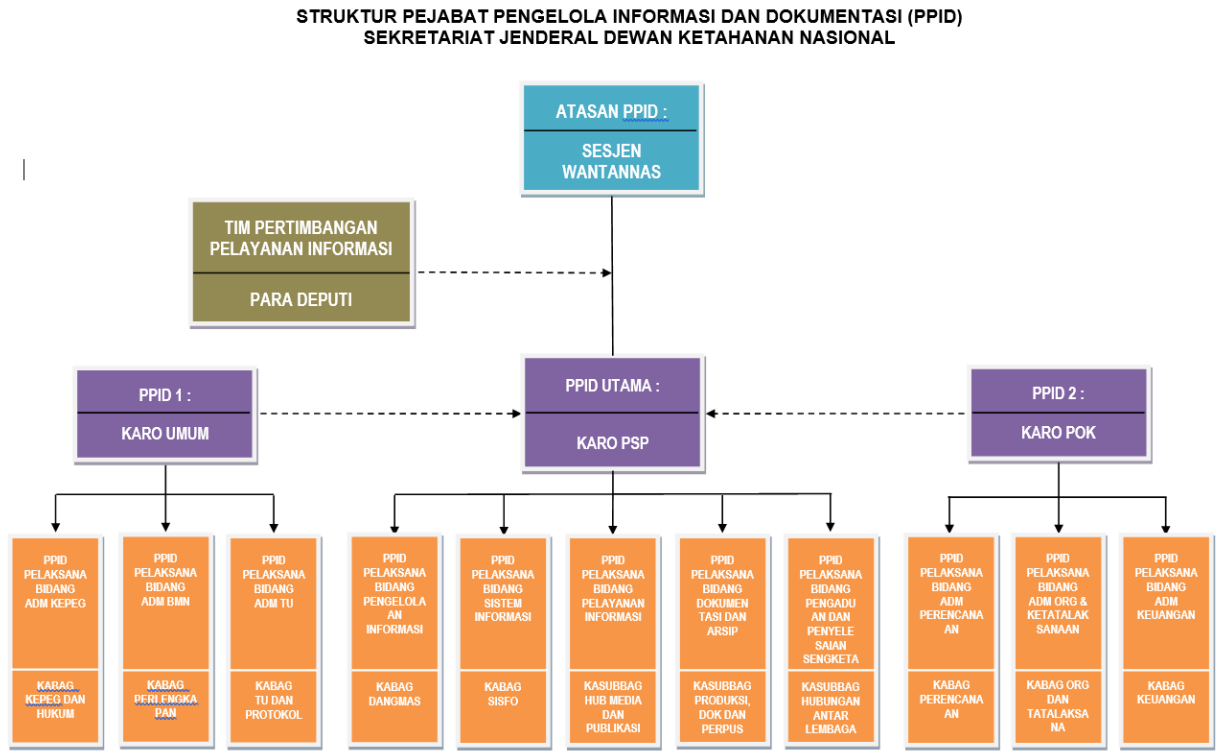 STRUKTUR PEJABAT PENGELOLA INFORMASI DAN DOKUMENTASI (PPID)
SEKRETARIAT JENDERAL DEWAN KETAHANAN NASIONAL
ATASAN PPID :
SESJEN
WANTANNAS
TIM PERTIMBANGAN
PELAYANAN INFORMASI
PARA DEPUTI
PPID 1 :
KARO UMUM
PPID UTAMA :
KARO PSP
PPID 2 :
KARO POK
PPID
PELAKSANA
BIDANG
ADM KEPEG
KABAG
KEPEG DAN
HUKUM
PPID
PELAKSANA
BIDANG
ADM BMN
KABAG
PERLENGKA
PAN
PPID
PELAKSANA
BIDANG
ADM TU
KABAG
TU DAN
PROTOKOL
PPID
PELAKSANA
BIDANG
PENGELOLA
AN
INFORMASI
KABAG
DANGMAS
PPID
PELAKSANA
BIDANG
SISTEM
INFORMASI
KABAG
SISFO
PPID
PELAKSANA
BIDANG
PELAYANAN
INFORMASI
KASUBBAG
HUB MEDIA
DAN
PUBLIKASI
PPID
PELAKSANA
BIDANG
DOKUMEN
TASI DAN
ARSIP
KASUBBAG
PRODUKSI,
DOK DAN
PERPUS
PPID
PELAKSANA
BIDANG
PENGADU
AN DAN
PENYELE
SAIAN
SENGKETA
KASUBBAG
HUBUNGAN
ANTAR
LEMBAGA
PPID
PELAKSANA
BIDANG
ADM
PERENCANA
AN
KABAG
PERENCANA
AN
PPID
PELAKSANA
BIDANG
ADM ORG &
KETATALAK
SANAAN
KABAG ORG
DAN
TATALAKSA
NA
PPID
PELAKSANA
BIDANG
ADM
KEUANGAN
KABAG
KEUANGAN